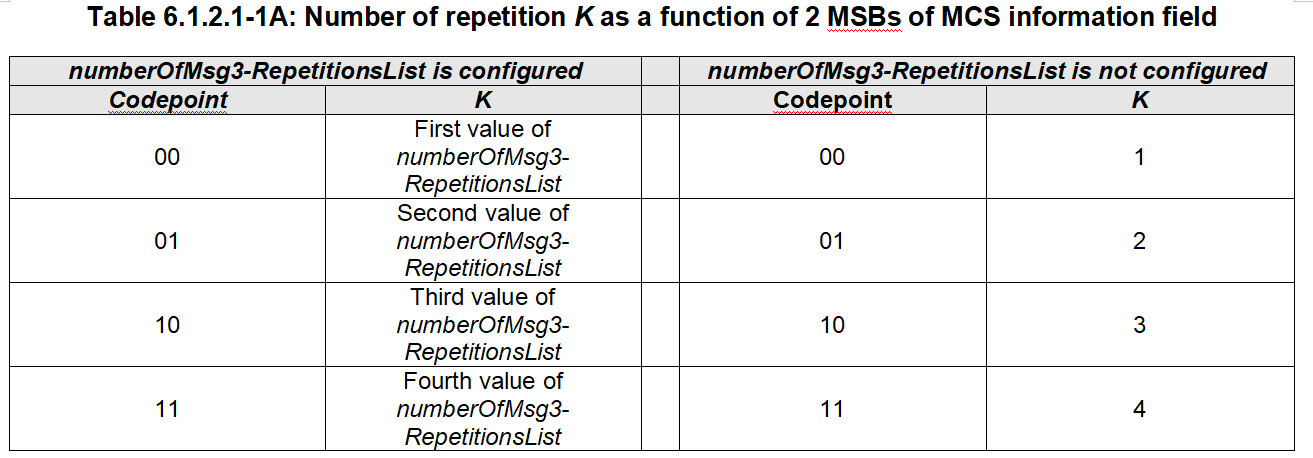 Table 6.1.2.1-1A: Number of repetition K as a function of 2 MSBs of MCS information field
numberOfMsg3-RepetitionsList is configured
numberOfMsg3-RepetitionsList is not configured
Codepoint
K
Codepoint
K
00
First value of
numberOfMsg3-
RepetitionsList
00
1
01
Second value of
numberOfMsg3-
RepetitionsList
01
2
10
Third value of
numberOfMsg3-
RepetitionsList
10
3
11
Fourth value of
numberOfMsg3-
RepetitionsList
11
4